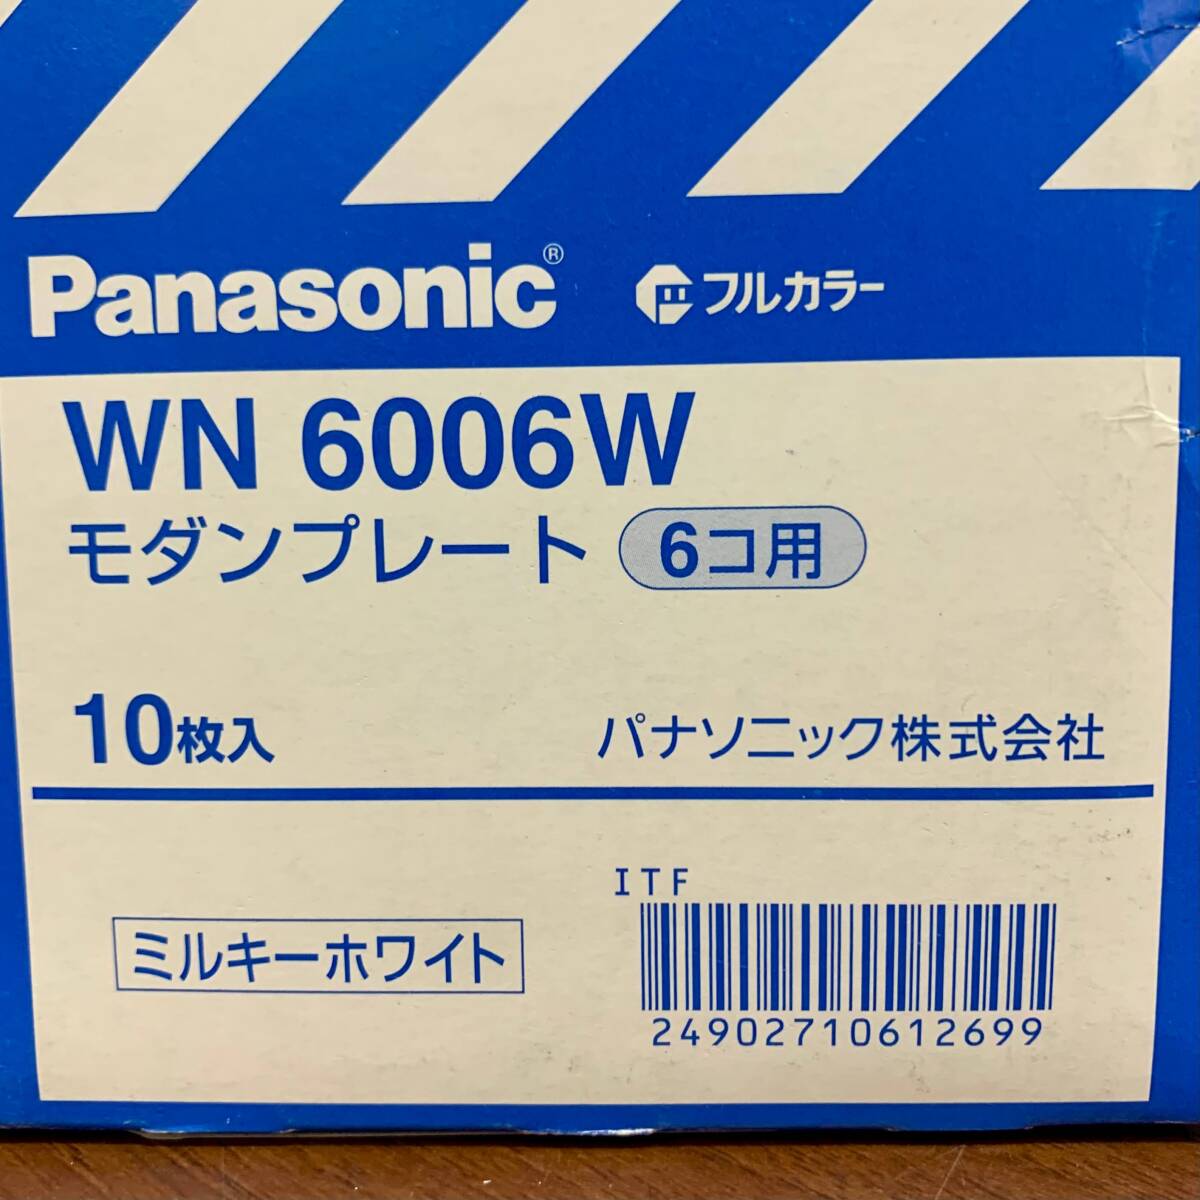 Panasonic® フルカラー
WN 6006W
モダンプレート 6コ用
10枚入 パナソニック株式会社
ITF
ミルキーホワイト
24902710612699